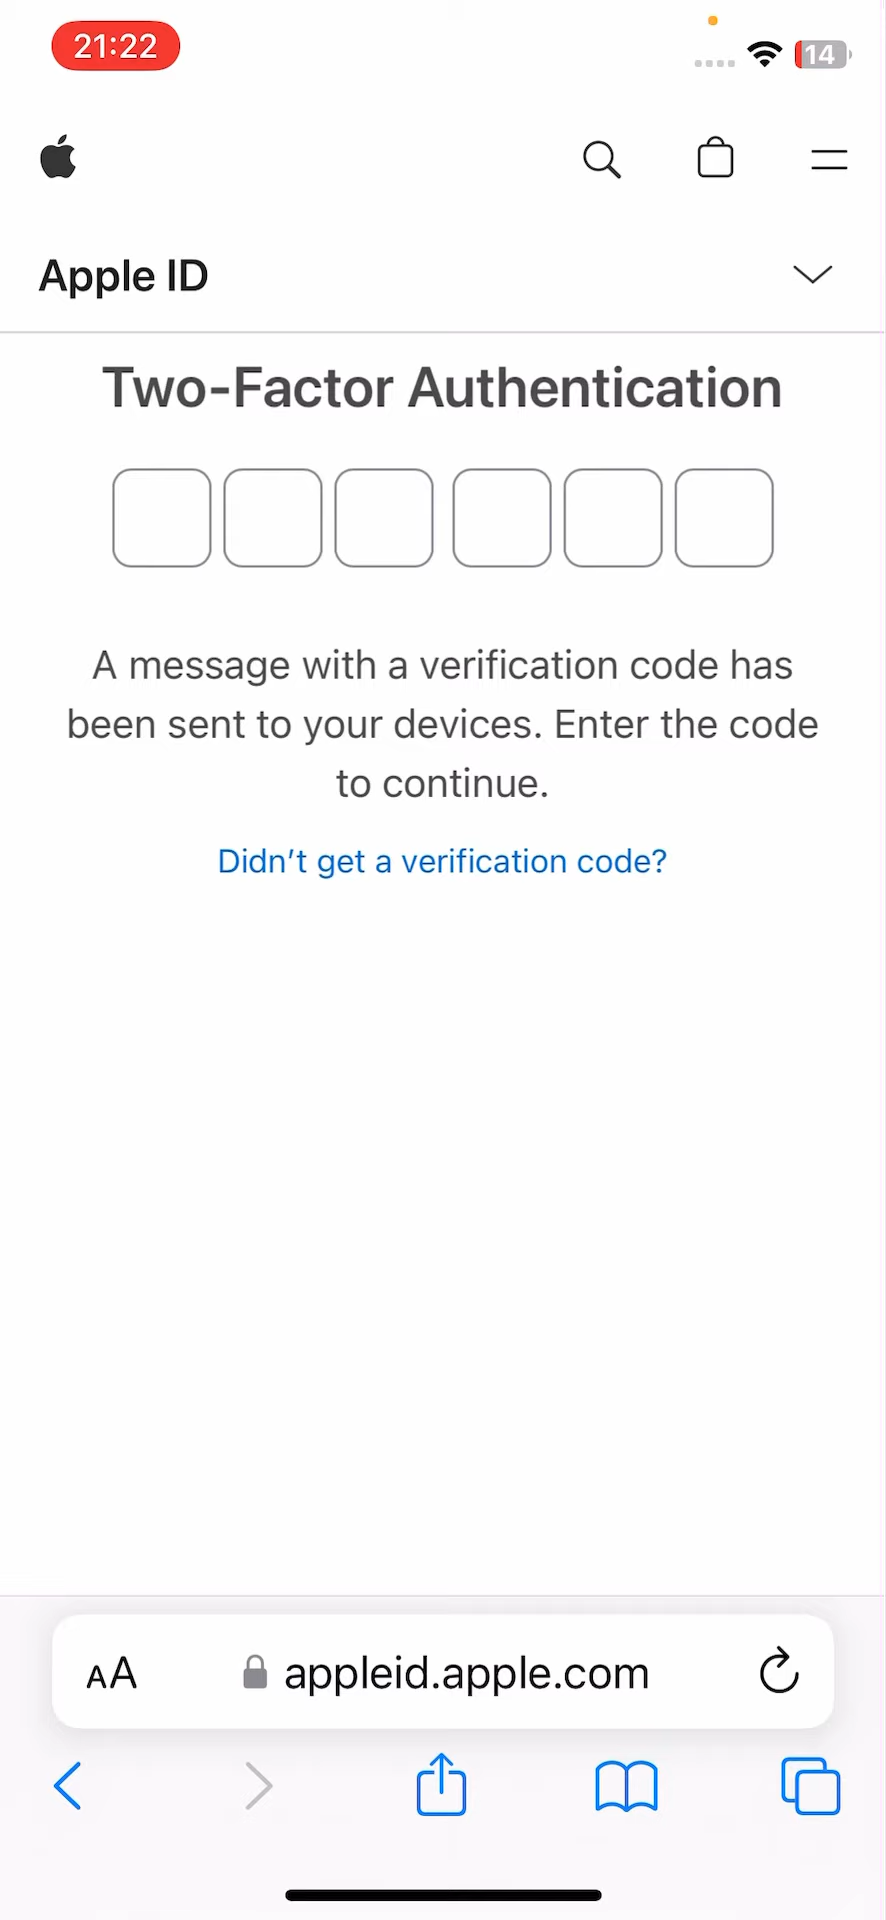 21:22
14
Apple ID
Two-Factor Authentication
A message with a verification code has
been sent to your devices. Enter the code
to continue.
Didn’t get a verification code?
AA
appleid.apple.com